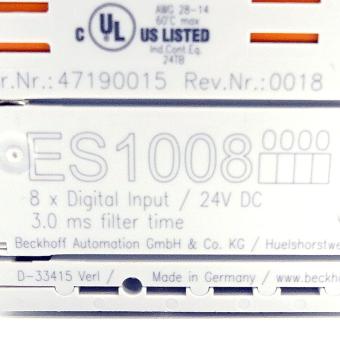 AWG 28-14
60°C max
C UL US LISTED
Ind.Cont.Eq.
24TB
r.Nr.: 47190015 Rev.Nr.:0018
ES1008 0000
8 x Digital Input / 24V DC
3.0 ms filter time
Beckhoff Automation GmbH & Co. KG / Huelshorstwe
D-33415 Verl / Made in Germany / www.beckho